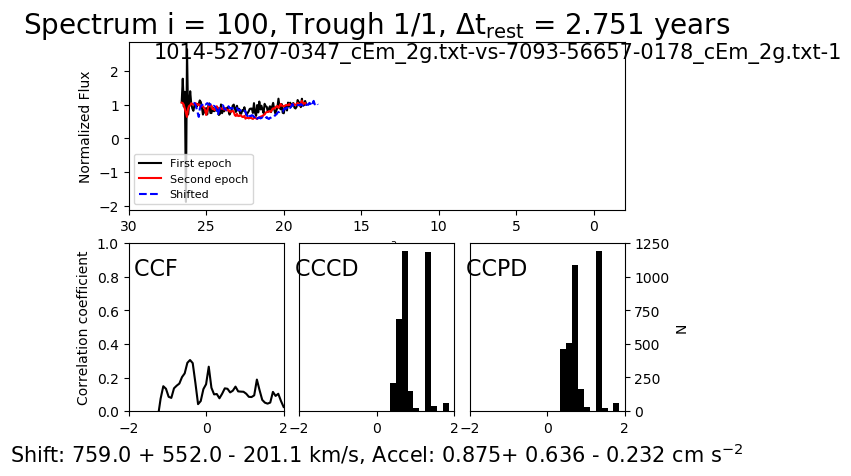 Spectrum i = 100, Trough 1/1, Δt_rest = 2.751 years
1014-52707-0347_cEm_2g.txt-vs-7093-56657-0178_cEm_2g.txt-1
Normalized Flux
2
1
0
−1
−2
First epoch
Second epoch
Shifted
30 25 20 15 10 5 0
Correlation coefficient
1.0
0.8
0.6
0.4
0.2
0.0
CCF
CCCD
CCPD
1250
1000
750
500
250
0
N
−2 0 −2 0 −2 0 2
Shift: 759.0 + 552.0 - 201.1 km/s, Accel: 0.875+ 0.636 - 0.232 cm s⁻²